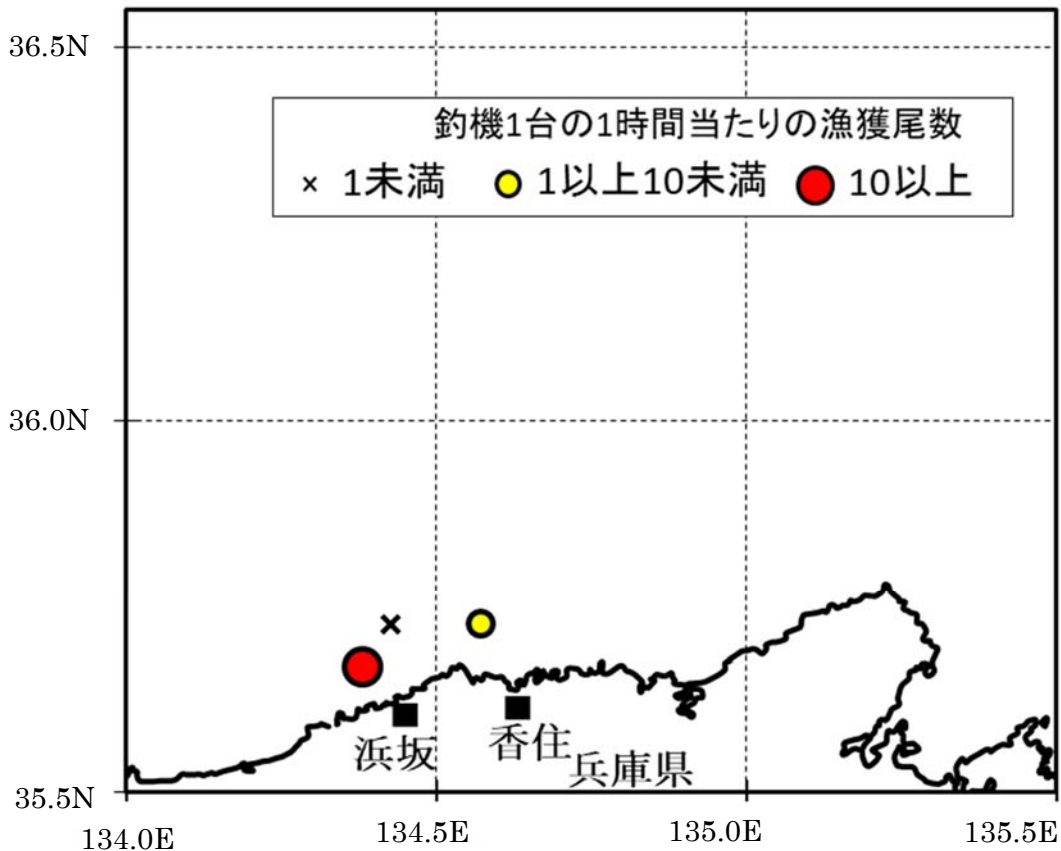 36.5N
釣機1台の1時間当たりの漁獲尾数
× 1未満 1以上10未満 10以上
36.0N
浜坂
香住
兵庫県
35.5N
134.0E
134.5E
135.0E
135.5E